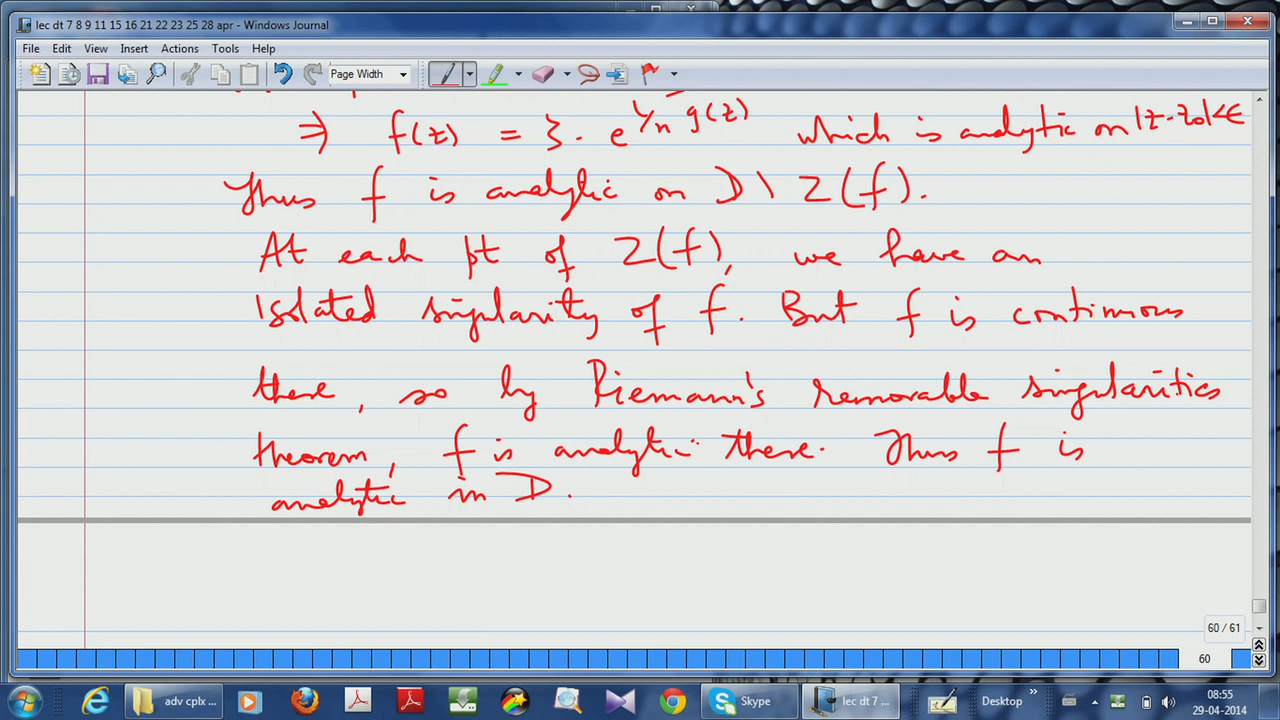 lec dt 7 8 9 11 15 16 21 22 23 25 28 apr - Windows Journal
File Edit View Insert Actions Tools Help
Page Width
⇒ f(z) = ξ · e^{1/n g(z)} which is analytic on |z-z₀|<ϵ
Thus f is analytic on D \ Z(f).
At each pt of Z(f), we have an
isolated singularity of f. But f is continuous
there, so by Riemann's removable singularities
theorem, f is analytic there. Thus f is
analytic in D.
60 / 61
60
adv cplx ...
Skype
lec dt 7 ...
Desktop
08:55
29-04-2014